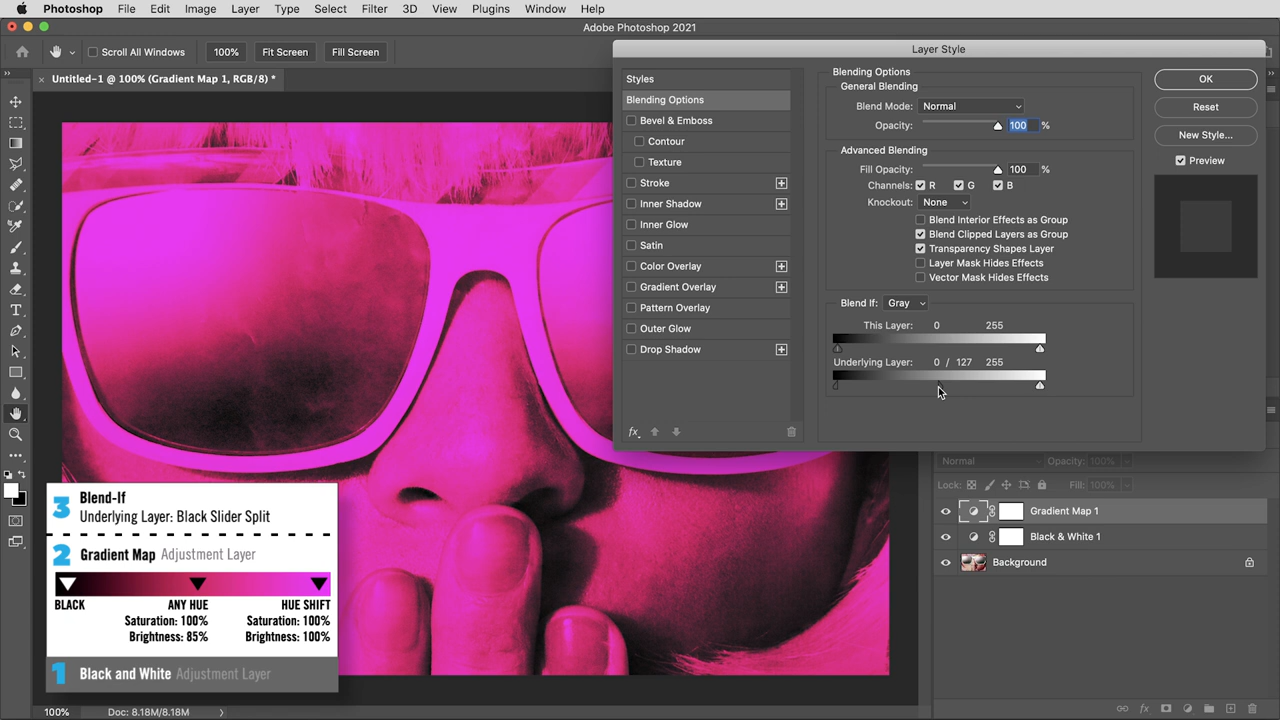 Photoshop File Edit Image Layer Type Select Filter 3D View Plugins Window Help
Adobe Photoshop 2021
Scroll All Windows 100% Fit Screen Fill Screen
Untitled-1 @ 100% (Gradient Map 1, RGB/8) *
Layer Style
Styles
Blending Options
Bevel & Emboss
Contour
Texture
Stroke
Inner Shadow
Inner Glow
Satin
Color Overlay
Gradient Overlay
Pattern Overlay
Outer Glow
Drop Shadow
fx
Blending Options
General Blending
Blend Mode: Normal
Opacity: 100 %
Advanced Blending
Fill Opacity: 100 %
Channels: R G B
Knockout: None
Blend Interior Effects as Group
Blend Clipped Layers as Group
Transparency Shapes Layer
Layer Mask Hides Effects
Vector Mask Hides Effects
Blend If: Gray
This Layer: 0 255
Underlying Layer: 0 / 127 255
OK
Reset
New Style...
Preview
Normal Opacity: 100%
Lock: Fill: 100%
Gradient Map 1
Black & White 1
Background
fx
3 Blend-If
Underlying Layer: Black Slider Split
2 Gradient Map Adjustment Layer
BLACK ANY HUE HUE SHIFT
Saturation: 100% Saturation: 100%
Brightness: 85% Brightness: 100%
1 Black and White Adjustment Layer
100% Doc: 8.18M/8.18M